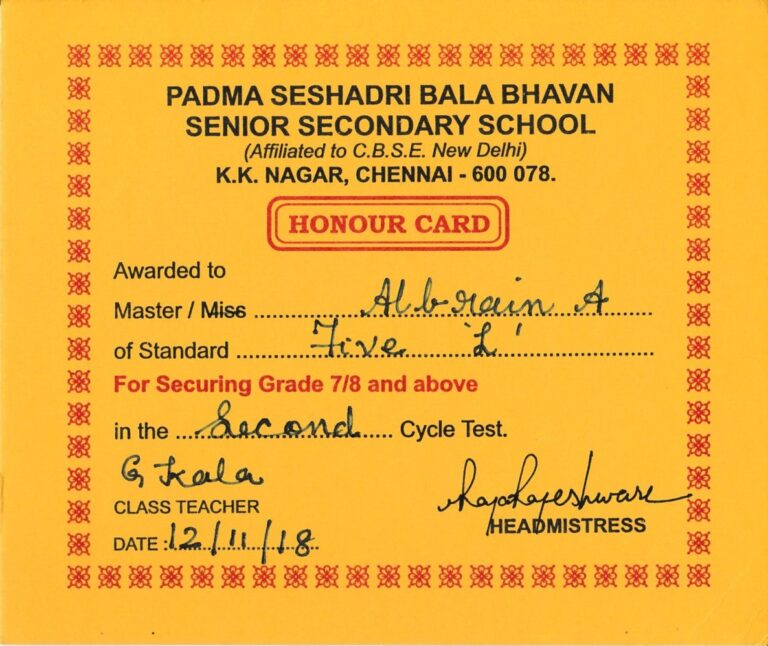 PADMA SESHADRI BALA BHAVAN
SENIOR SECONDARY SCHOOL
(Affiliated to C.B.S.E. New Delhi)
K.K. NAGAR, CHENNAI - 600 078.
HONOUR CARD
Awarded to
Master / Miss Albrain A
of Standard Five 'L'
For Securing Grade 7/8 and above
in the Second Cycle Test.
G Kala
CLASS TEACHER
HEADMISTRESS
DATE : 12/11/18